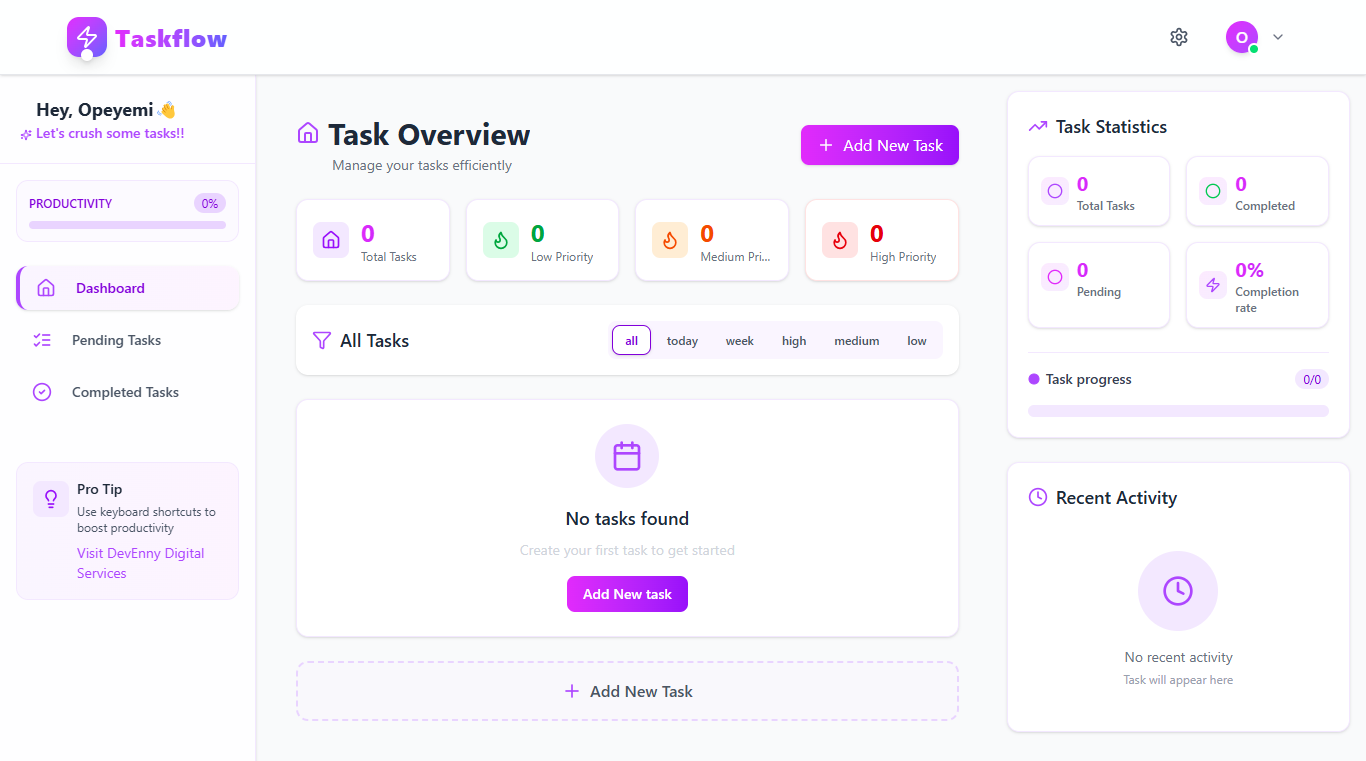 Taskflow
O
Hey, Opeyemi 👋
Let's crush some tasks!!
PRODUCTIVITY
0%
Dashboard
Pending Tasks
Completed Tasks
Pro Tip
Use keyboard shortcuts to
boost productivity
Visit DevEnny Digital
Services
Task Overview
Manage your tasks efficiently
Add New Task
0
Total Tasks
0
Low Priority
0
Medium Pri...
0
High Priority
All Tasks
all
today
week
high
medium
low
No tasks found
Create your first task to get started
Add New task
Add New Task
Task Statistics
0
Total Tasks
0
Completed
0
Pending
0%
Completion
rate
Task progress
0/0
Recent Activity
No recent activity
Task will appear here